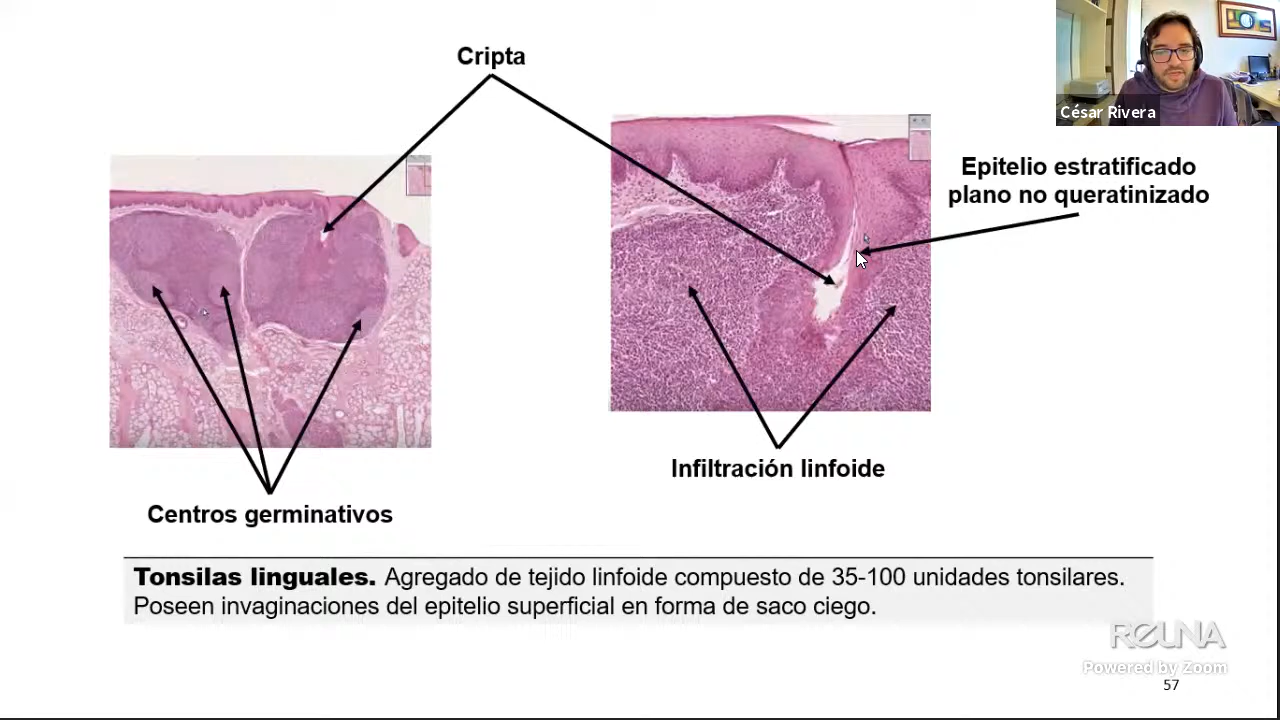 Cripta
César Rivera
Epitelio estratificado
plano no queratinizado
Infiltración linfoide
Centros germinativos
Tonsilas linguales. Agregado de tejido linfoide compuesto de 35-100 unidades tonsilares.
Poseen invaginaciones del epitelio superficial en forma de saco ciego.
REUNA
Powered by Zoom
57